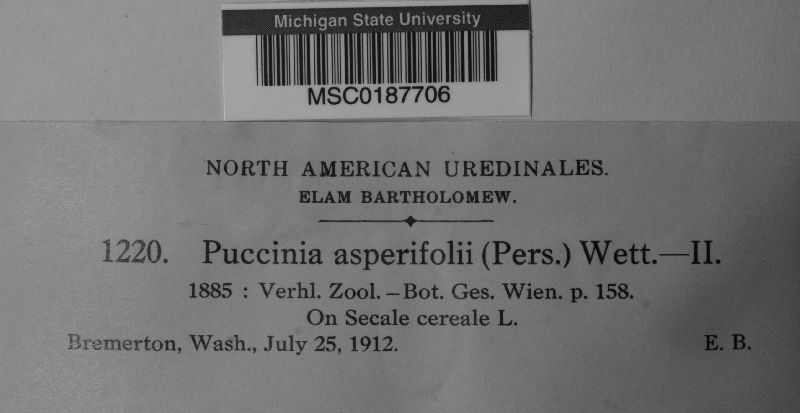 Michigan State University
MSC0187706
NORTH AMERICAN UREDINALES.
ELAM BARTHOLOMEW.
1220. Puccinia asperifolii (Pers.) Wett.—II.
1885 : Verhl. Zool.–Bot. Ges. Wien. p. 158.
On Secale cereale L.
Bremerton, Wash., July 25, 1912. E. B.